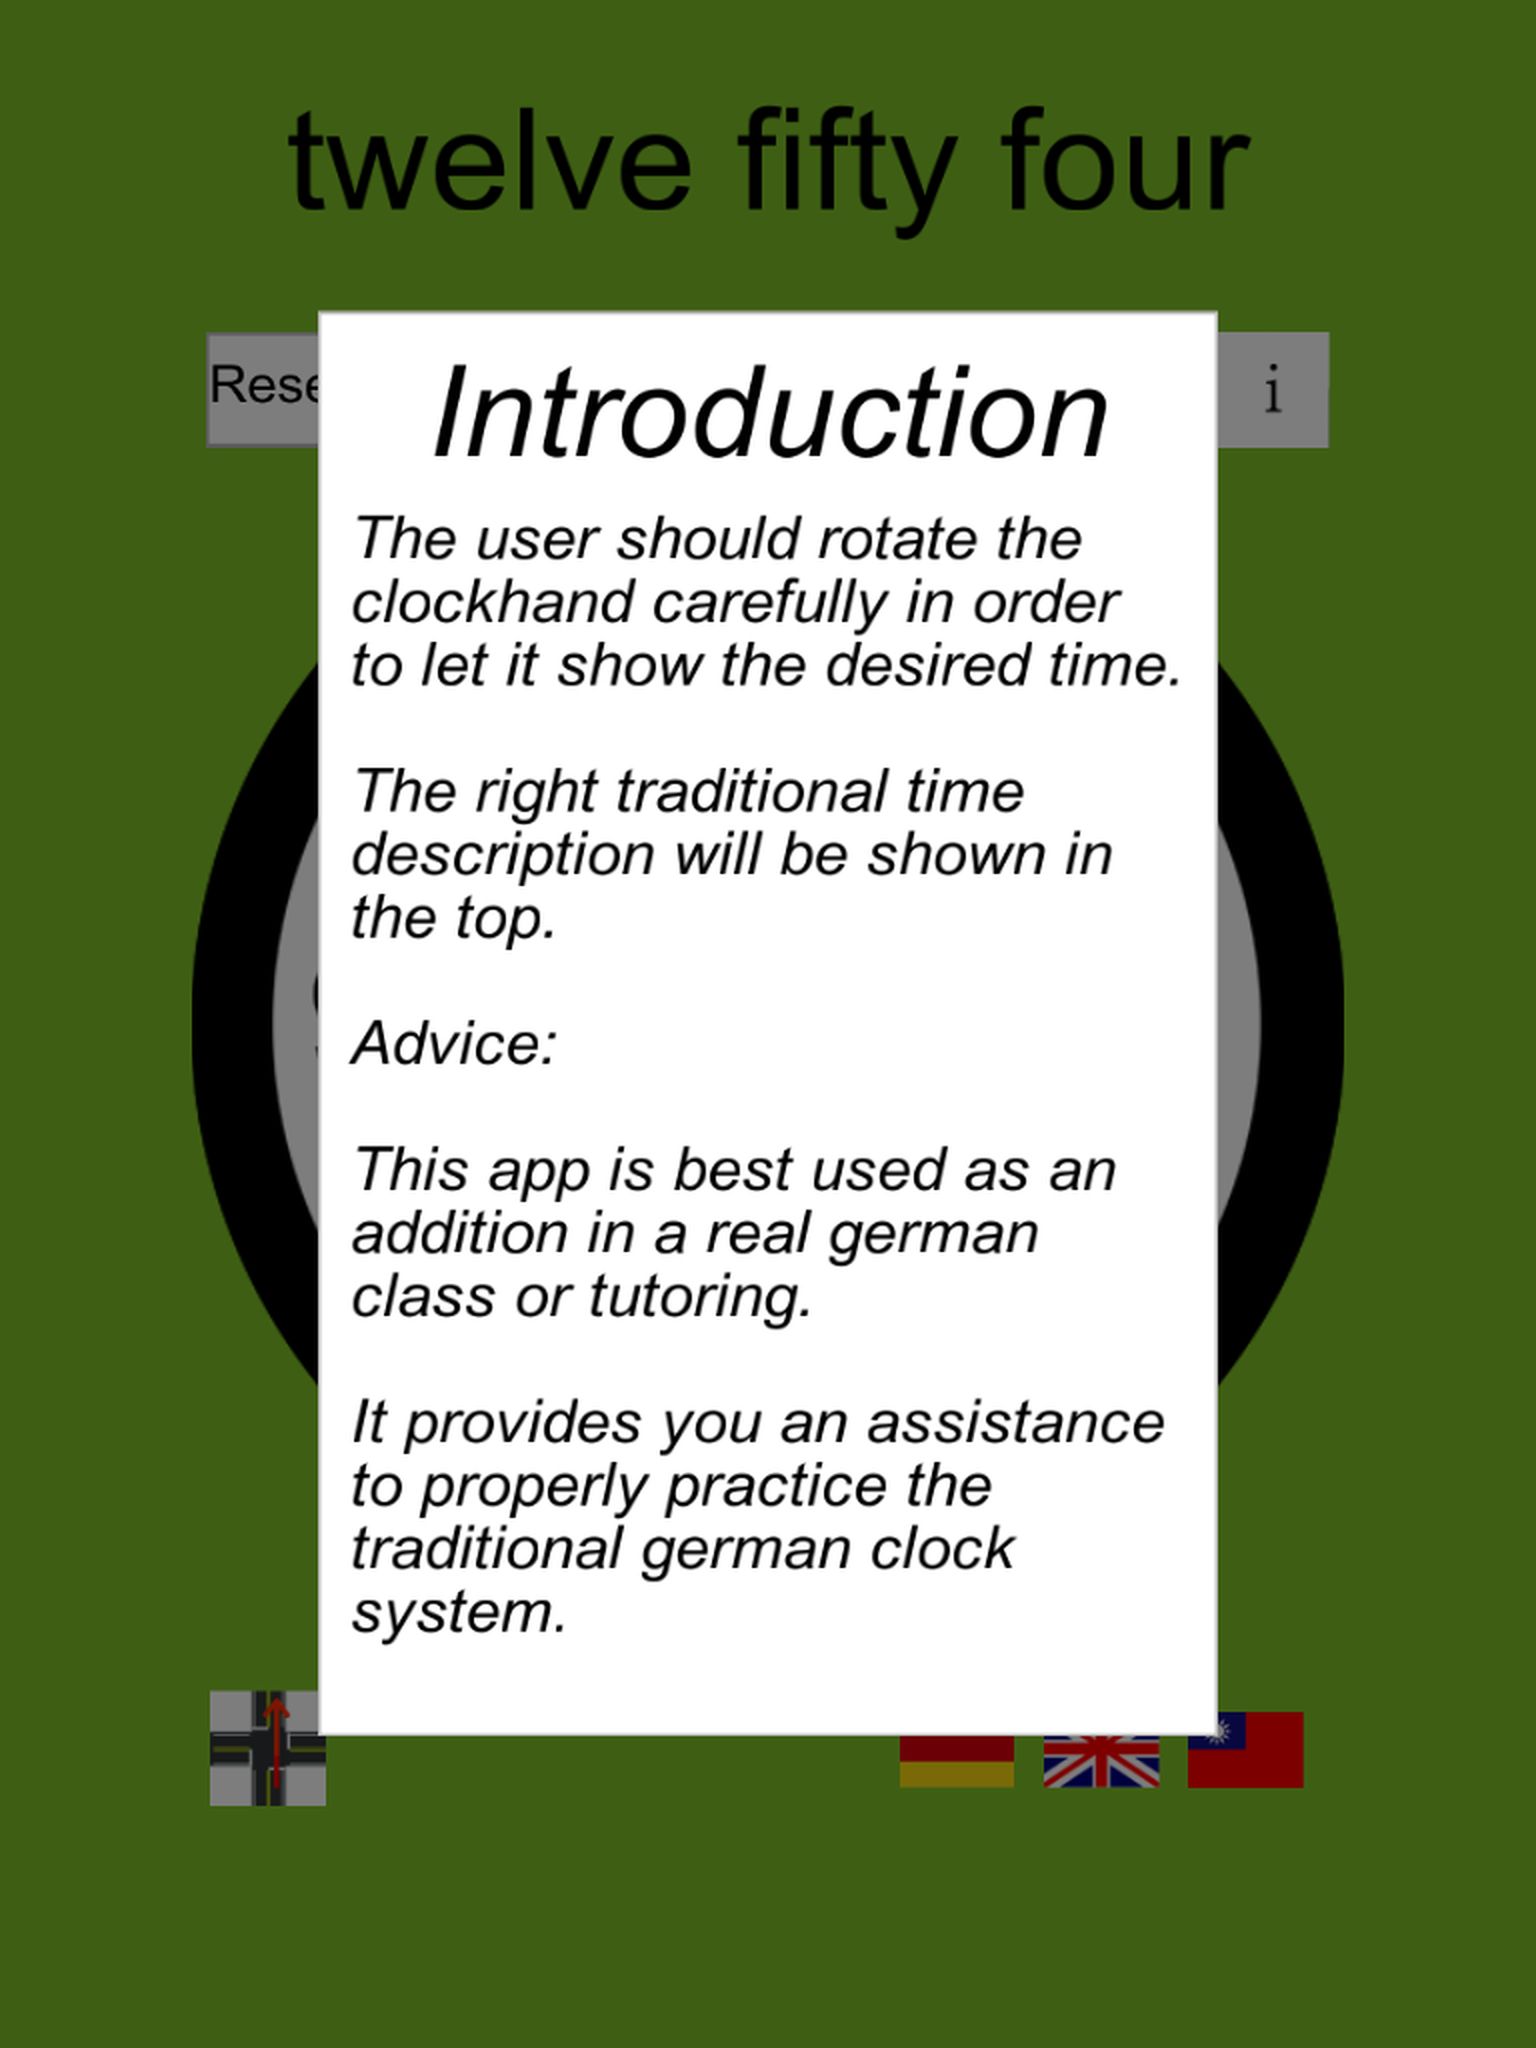 twelve fifty four
Rese
i
Introduction
The user should rotate the
clockhand carefully in order
to let it show the desired time.
The right traditional time
description will be shown in
the top.
Advice:
This app is best used as an
addition in a real german
class or tutoring.
It provides you an assistance
to properly practice the
traditional german clock
system.